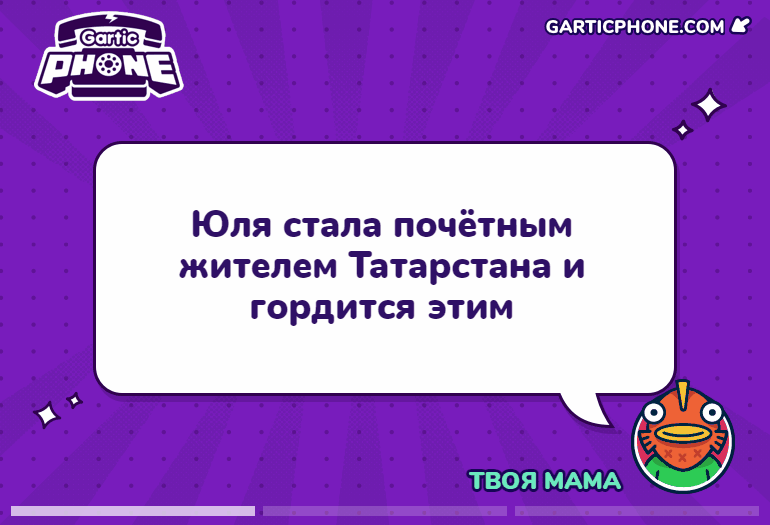 Gartic
PHONE
GARTICPHONE.COM
Юля стала почётным
жителем Татарстана и
гордится этим
ТВОЯ МАМА